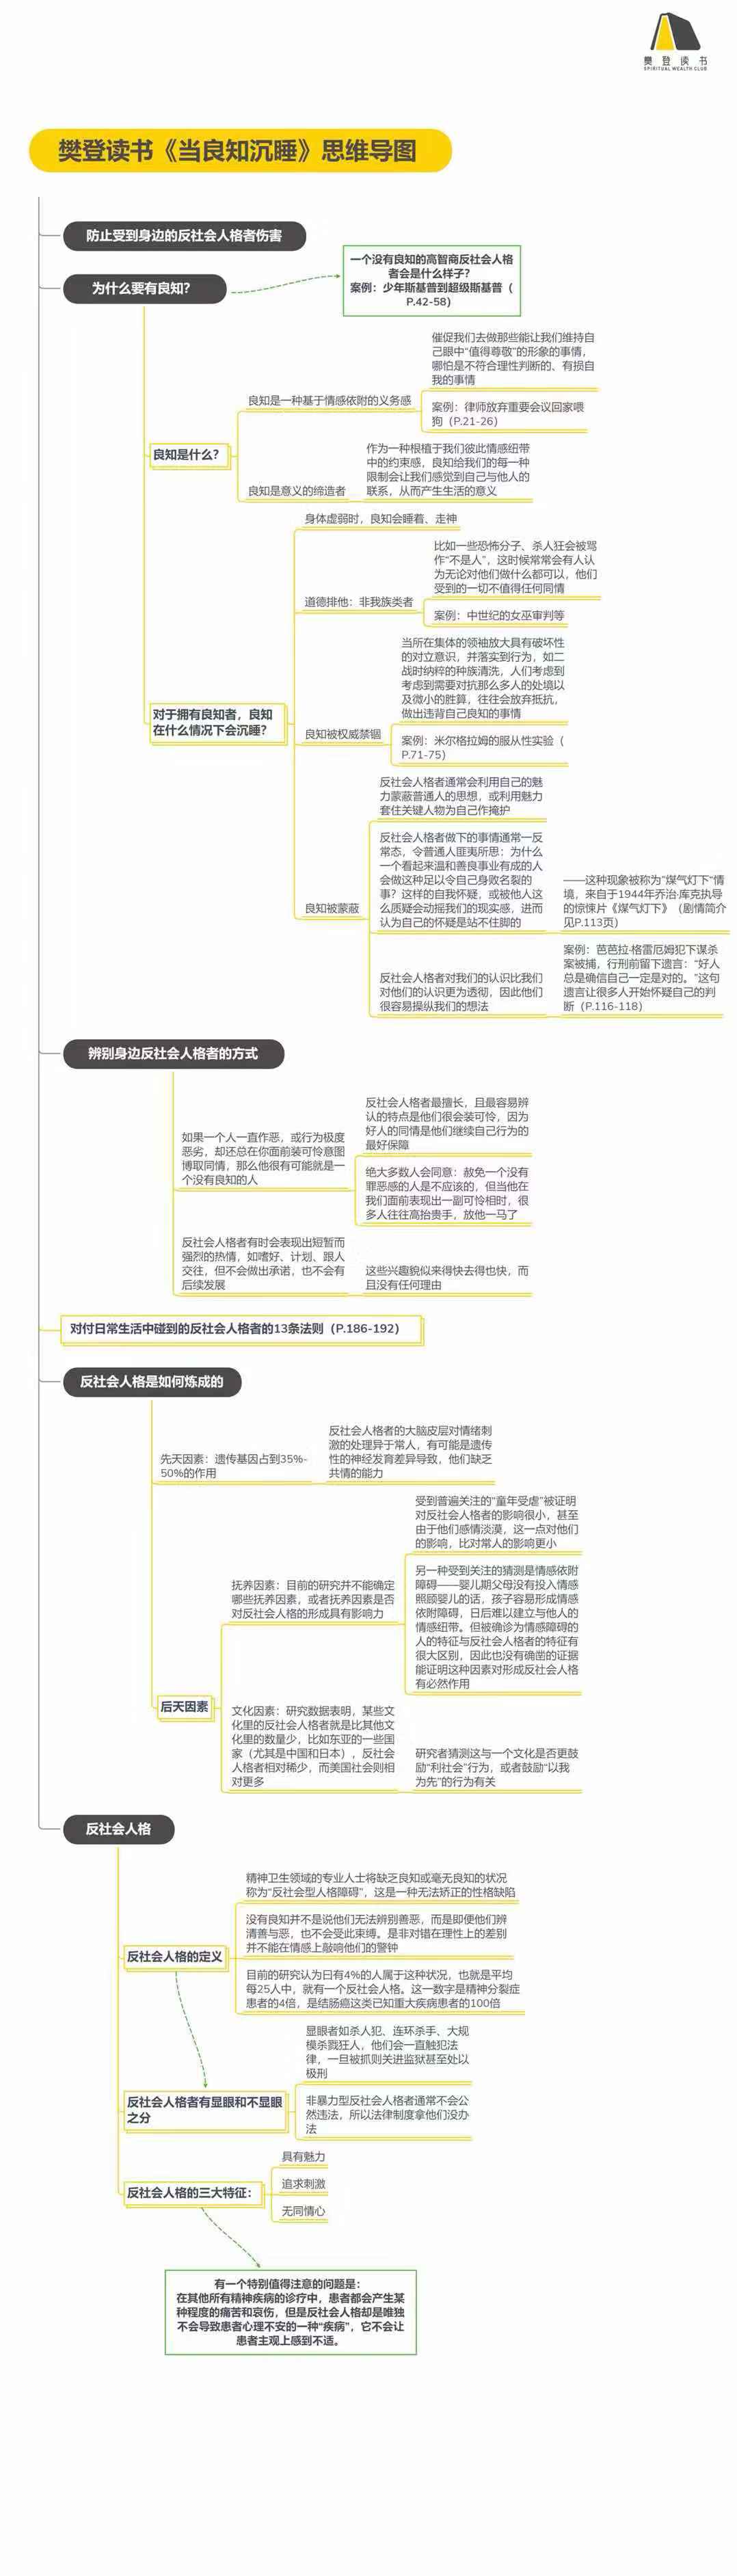 樊登读书
SPIRITUAL WEALTH CLUB
樊登读书《当良知沉睡》思维导图
防止受到身边的反社会人格者伤害
为什么要有良知？
一个没有良知的高智商反社会人格
者会是什么样子？
案例：少年斯基普到超级斯基普（
P.42-58）
良知是什么？
良知是一种基于情感依附的义务感
催促我们去做那些能让我们维持自
己眼中“值得尊敬”的形象的事情，
哪怕是不符合理性判断的、有损自
我的事情
案例：律师放弃重要会议回家喂
狗（P.21-26）
良知是意义的缔造者
作为一种根植于我们彼此情感纽带
中的约束感，良知给我们的每一种
限制会让我们感觉到自己与他人的
联系，从而产生生活的意义
对于拥有良知者，良知
在什么情况下会沉睡？
身体虚弱时，良知会睡着、走神
道德排他：非我族类者
比如一些恐怖分子、杀人狂会被骂
作“不是人”，这时候常常会有人认
为无论对他们做什么都可以，他们
受到的一切不值得任何同情
案例：中世纪的女巫审判等
良知被权威禁锢
当所在集体的领袖放大具有破坏性
的对立意识，并落实到行为，如二
战时纳粹的种族清洗，人们考虑到
考虑到需要对抗那么多人的处境以
及微小的胜算，往往会放弃抵抗，
做出违背自己良知的事情
案例：米尔格拉姆的服从性实验（
P.71-75）
良知被蒙蔽
反社会人格者通常会利用自己的魅
力蒙蔽普通人的思想，或利用魅力
套住关键人物为自己作掩护
反社会人格者做下的事情通常一反
常态，令普通人匪夷所思：为什么
一个看起来温和善良事业有成的人
会做这种足以令自己身败名裂的
事？这样的自我怀疑，或被他人这
么质疑会动摇我们的现实感，进而
认为自己的怀疑是站不住脚的
——这种现象被称为“煤气灯下”情
境，来自于1944年乔治·库克执导
的惊悚片《煤气灯下》（剧情简介
见P.113页）
反社会人格者对我们的认识比我们
对他们的认识更为透彻，因此他们
很容易操纵我们的想法
案例：芭芭拉·格雷厄姆犯下谋杀
案被捕，行刑前留下遗言：“好人
总是确信自己一定是对的。”这句
遗言让很多人开始怀疑自己的判
断（P.116-118）
辨别身边反社会人格者的方式
如果一个人一直作恶，或行为极度
恶劣，却还总在你面前装可怜意图
博取同情，那么他很有可能就是一
个没有良知的人
反社会人格者最擅长，且最容易辨
认的特点是他们很会装可怜，因为
好人的同情是他们继续自己行为的
最好保障
绝大多数人会同意：赦免一个没有
罪恶感的人是不应该的，但当他在
我们面前表现出一副可怜相时，很
多人往往高抬贵手，放他一马了
反社会人格者有时会表现出短暂而
强烈的热情，如嗜好、计划、跟人
交往，但不会做出承诺，也不会有
后续发展
这些兴趣貌似来得快去得也快，而
且没有任何理由
对付日常生活中碰到的反社会人格者的13条法则（P.186-192）
反社会人格是如何炼成的
先天因素：遗传基因占到35%-
50%的作用
反社会人格者的大脑皮层对情绪刺
激的处理异于常人，有可能是遗传
性的神经发育差异导致，他们缺乏
共情的能力
后天因素
抚养因素：目前的研究并不能确定
哪些抚养因素，或者抚养因素是否
对反社会人格的形成具有影响力
受到普遍关注的“童年受虐”被证明
对反社会人格者的影响很小，甚至
由于他们感情淡漠，这一点对他们
的影响，比对常人的影响更小
另一种受到关注的猜测是情感依附
障碍——婴儿期父母没有投入情感
照顾婴儿的话，孩子容易形成情感
依附障碍，日后难以建立与他人的
情感纽带。但被确诊为情感障碍的
人的特征与反社会人格者的特征有
很大区别，因此也没有确凿的证据
能证明这种因素对形成反社会人格
有必然作用
文化因素：研究数据表明，某些文
化里的反社会人格者就是比其他文
化里的数量少，比如东亚的一些国
家（尤其是中国和日本），反社会
人格者相对稀少，而美国社会则相
对更多
研究者猜测这与一个文化是否更鼓
励“利社会”行为，或者鼓励“以我
为先”的行为有关
反社会人格
反社会人格的定义
精神卫生领域的专业人士将缺乏良知或毫无良知的状况
称为“反社会型人格障碍”，这是一种无法矫正的性格缺陷
没有良知并不是说他们无法辨别善恶，而是即便他们辨
清善与恶，也不会受此束缚。是非对错在理性上的差别
并不能在情感上敲响他们的警钟
目前的研究认为曰有4%的人属于这种状况，也就是平均
每25人中，就有一个反社会人格。这一数字是精神分裂症
患者的4倍，是结肠癌这类已知重大疾病患者的100倍
反社会人格者有显眼和不显眼
之分
显眼者如杀人犯、连环杀手、大规
模杀戮狂人，他们会一直触犯法
律，一旦被抓则关进监狱甚至处以
极刑
非暴力型反社会人格者通常不会公
然违法，所以法律制度拿他们没办
法
反社会人格的三大特征：
具有魅力
追求刺激
无同情心
有一个特别值得注意的问题是：
在其他所有精神疾病的诊疗中，患者都会产生某
种程度的痛苦和哀伤，但是反社会人格却是唯独
不会导致患者心理不安的一种“疾病”，它不会让
患者主观上感到不适。